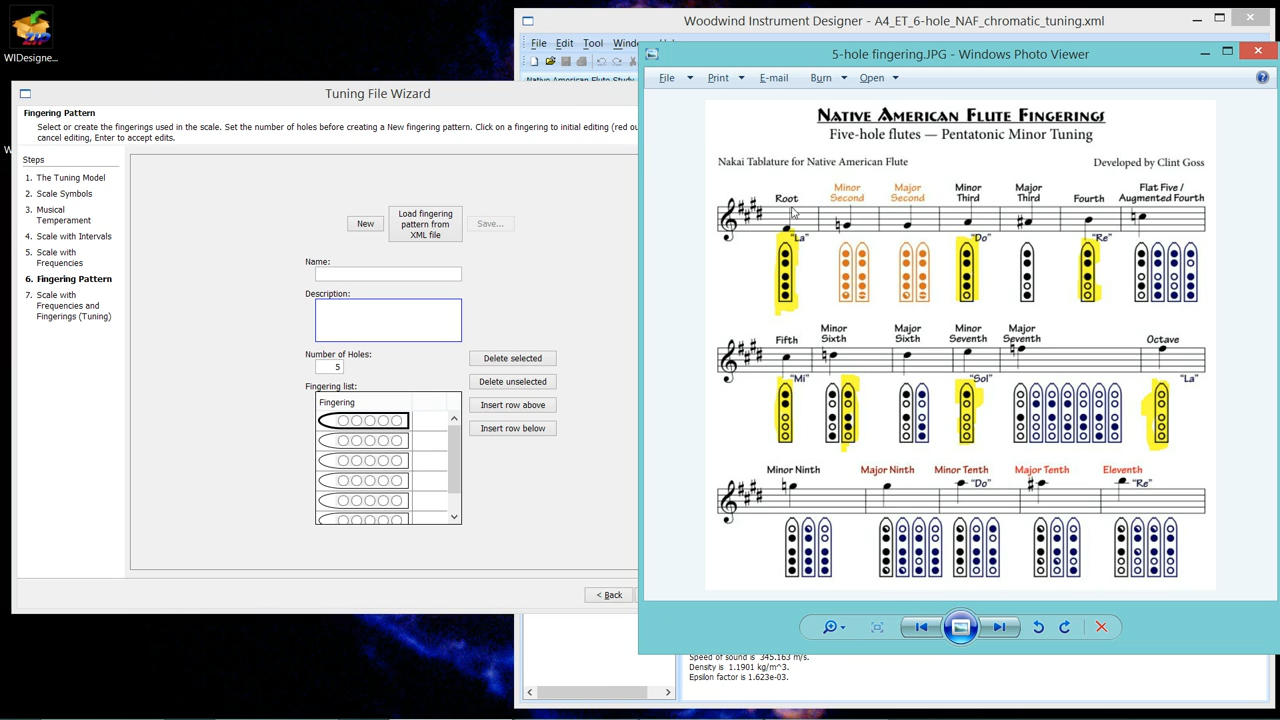 Woodwind Instrument Designer - A4_ET_6-hole_NAF_chromatic_tuning.xml
WIDesigne...
File Edit Tool
5-hole fingering.JPG - Windows Photo Viewer
File Print E-mail Burn Open
Tuning File Wizard
Fingering Pattern
Select or create the fingerings used in the scale. Set the number of holes before creating a New fingering pattern. Click on a fingering to initial editing (red
cancel editing, Enter to accept edits.
Steps
1. The Tuning Model
2. Scale Symbols
3. Musical
Temperament
4. Scale with Intervals
5. Scale with
Frequencies
6. Fingering Pattern
7. Scale with
Frequencies and
Fingerings (Tuning)
New
Load fingering
pattern from
XML file
Save...
Name:
Description:
Number of Holes:
5
Fingering list:
Fingering
Delete selected
Delete unselected
Insert row above
Insert row below
< Back
Native American Flute Fingerings
Five-hole flutes — Pentatonic Minor Tuning
Nakai Tablature for Native American Flute
Developed by Clint Goss
Root
Minor
Second
Major
Second
Minor
Third
Major
Third
Fourth
Flat Five /
Augmented Fourth
"La" "Do" "Re"
Fifth
Minor
Sixth
Major
Sixth
Minor
Seventh
Major
Seventh
Octave
"Mi" "Sol" "La"
Minor Ninth
Major Ninth
Minor Tenth
Major Tenth
Eleventh
"Do" "Re"
Speed of sound is 345.163 m/s.
Density is 1.1901 kg/m^3.
Epsilon factor is 1.623e-03.